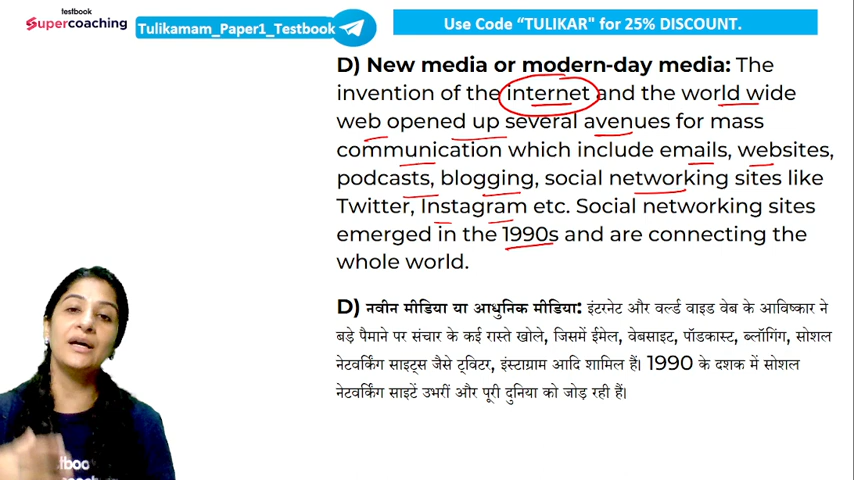 testbook
Supercoaching
Tulikamam_Paper1_Testbook
Use Code “TULIKAR" for 25% DISCOUNT.
D) New media or modern-day media: The
invention of the internet and the world wide
web opened up several avenues for mass
communication which include emails, websites,
podcasts, blogging, social networking sites like
Twitter, Instagram etc. Social networking sites
emerged in the 1990s and are connecting the
whole world.
D) नवीन मीडिया या आधुनिक मीडिया: इंटरनेट और वर्ल्ड वाइड वेब के आविष्कार ने
बड़े पैमाने पर संचार के कई रास्ते खोले, जिसमें ईमेल, वेबसाइट, पॉडकास्ट, ब्लॉगिंग, सोशल
नेटवर्किंग साइट्स जैसे ट्विटर, इंस्टाग्राम आदि शामिल हैं। 1990 के दशक में सोशल
नेटवर्किंग साइटें उभरीं और पूरी दुनिया को जोड़ रही हैं।